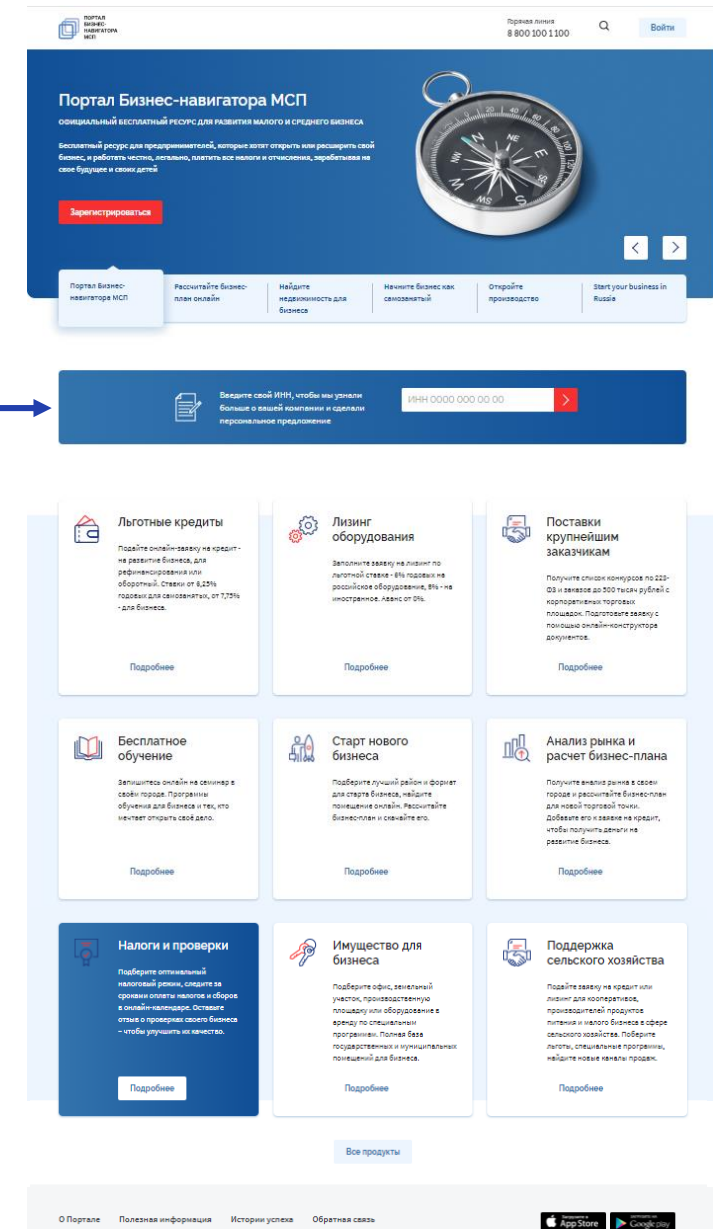 ПОРТАЛ
БИЗНЕС-
НАВИГАТОРА
МСП
Горячая линия
8 800 100 1 100
Войти
Портал Бизнес-навигатора МСП
ОФИЦИАЛЬНЫЙ БЕСПЛАТНЫЙ РЕСУРС ДЛЯ РАЗВИТИЯ МАЛОГО И СРЕДНЕГО БИЗНЕСА
Бесплатный ресурс для предпринимателей, которые хотят открыть или расширить свой
бизнес, и работать честно, легально, платить все налоги и отчисления, зарабатывая на
свое будущее и своих детей
Зарегистрироваться
N
NE
E
SE
S
W
NW
20
40
60
80
100
120
Портал Бизнес-
навигатора МСП
Рассчитайте бизнес-
план онлайн
Найдите
недвижимость для
бизнеса
Начните бизнес как
самозанятый
Откройте
производство
Start your business in
Russia
Введите свой ИНН, чтобы мы узнали
больше о вашей компании и сделали
персональное предложение
ИНН 0000 000 00 00
Льготные кредиты
Подайте онлайн-заявку на кредит -
на развитие бизнеса, для
рефинансирования или
оборотный. Ставки от 6,25%
годовых для самозанятых, от 7,75%
- для бизнеса.
Подробнее
Лизинг
оборудования
Заполните заявку на лизинг по
льготной ставке - 6% годовых на
российское оборудование, 8% - на
иностранное. Аванс от 0%.
Подробнее
Поставки
крупнейшим
заказчикам
Получите список конкурсов по 223-
ФЗ и заказов до 500 тысяч рублей с
корпоративных торговых
площадок. Подготовьте заявку с
помощью онлайн-конструктора
документов.
Подробнее
Бесплатное
обучение
Запишитесь онлайн на семинар в
своём городе. Программы
обучения для бизнеса и тех, кто
мечтает открыть своё дело.
Подробнее
Старт нового
бизнеса
Подберите лучший район и формат
для старта бизнеса, найдите
помещение онлайн. Рассчитайте
бизнес-план и скачайте его.
Подробнее
Анализ рынка и
расчет бизнес-плана
Получите анализ рынка в своем
городе и рассчитайте бизнес-план
для новой торговой точки.
Добавьте его к заявке на кредит,
чтобы получить деньги на
развитие бизнеса.
Подробнее
Налоги и проверки
Подберите оптимальный
налоговый режим, следите за
сроками оплаты налогов и сборов
в онлайн-календаре. Оставьте
отзыв о проверках своего бизнеса
– чтобы улучшить их качество.
Подробнее
Имущество для
бизнеса
Подберите офис, земельный
участок, производственную
площадку или оборудование в
аренду по специальным
программам. Полная база
государственных и муниципальных
помещений для бизнеса.
Подробнее
Поддержка
сельского хозяйства
Подайте заявку на кредит или
лизинг для кооперативов,
производителей продуктов
питания и малого бизнеса в сфере
сельского хозяйства. Поберите
льготы, специальные программы,
найдите новые каналы продаж.
Подробнее
Все продукты
О Портале
Полезная информация
Истории успеха
Обратная связь
App Store
Google play